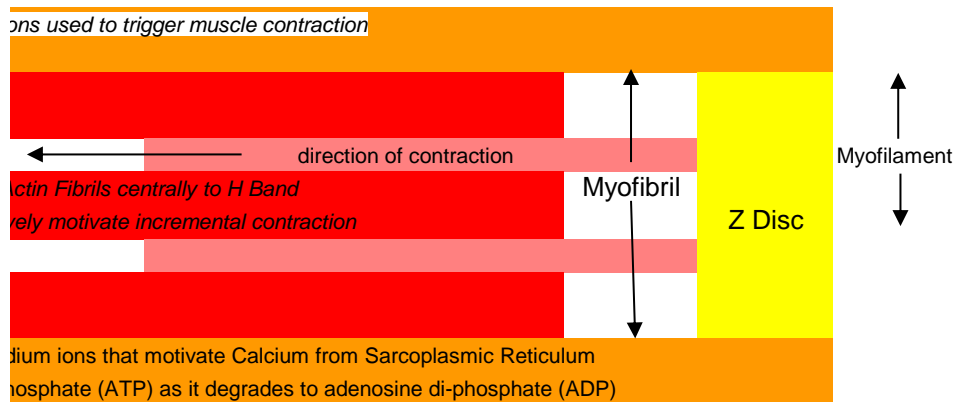 ons used to trigger muscle contraction
direction of contraction
Myofilament
Actin Fibrils centrally to H Band
Myofibril
vely motivate incremental contraction
Z Disc
dium ions that motivate Calcium from Sarcoplasmic Reticulum
hosphate (ATP) as it degrades to adenosine di-phosphate (ADP)